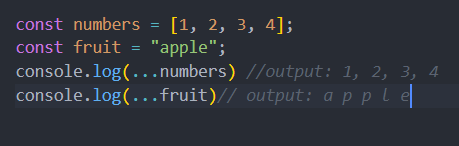 const numbers = [1, 2, 3, 4];
const fruit = "apple";
console.log(...numbers) //output: 1, 2, 3, 4
console.log(...fruit)// output: a p p l e